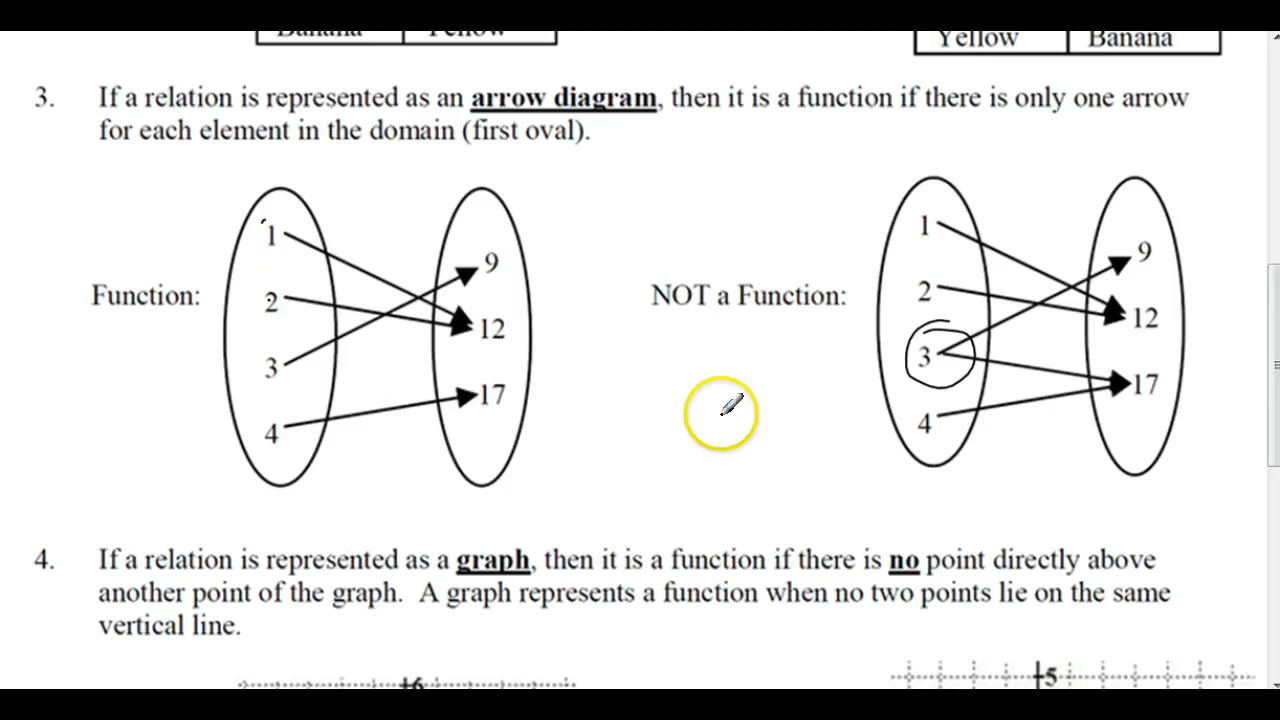 Banana Yellow Yellow Banana
3. If a relation is represented as an arrow diagram, then it is a function if there is only one arrow
for each element in the domain (first oval).
Function:
1
2
3
4
9
12
17
NOT a Function:
1
2
3
4
9
12
17
4. If a relation is represented as a graph, then it is a function if there is no point directly above
another point of the graph. A graph represents a function when no two points lie on the same
vertical line.
6
5